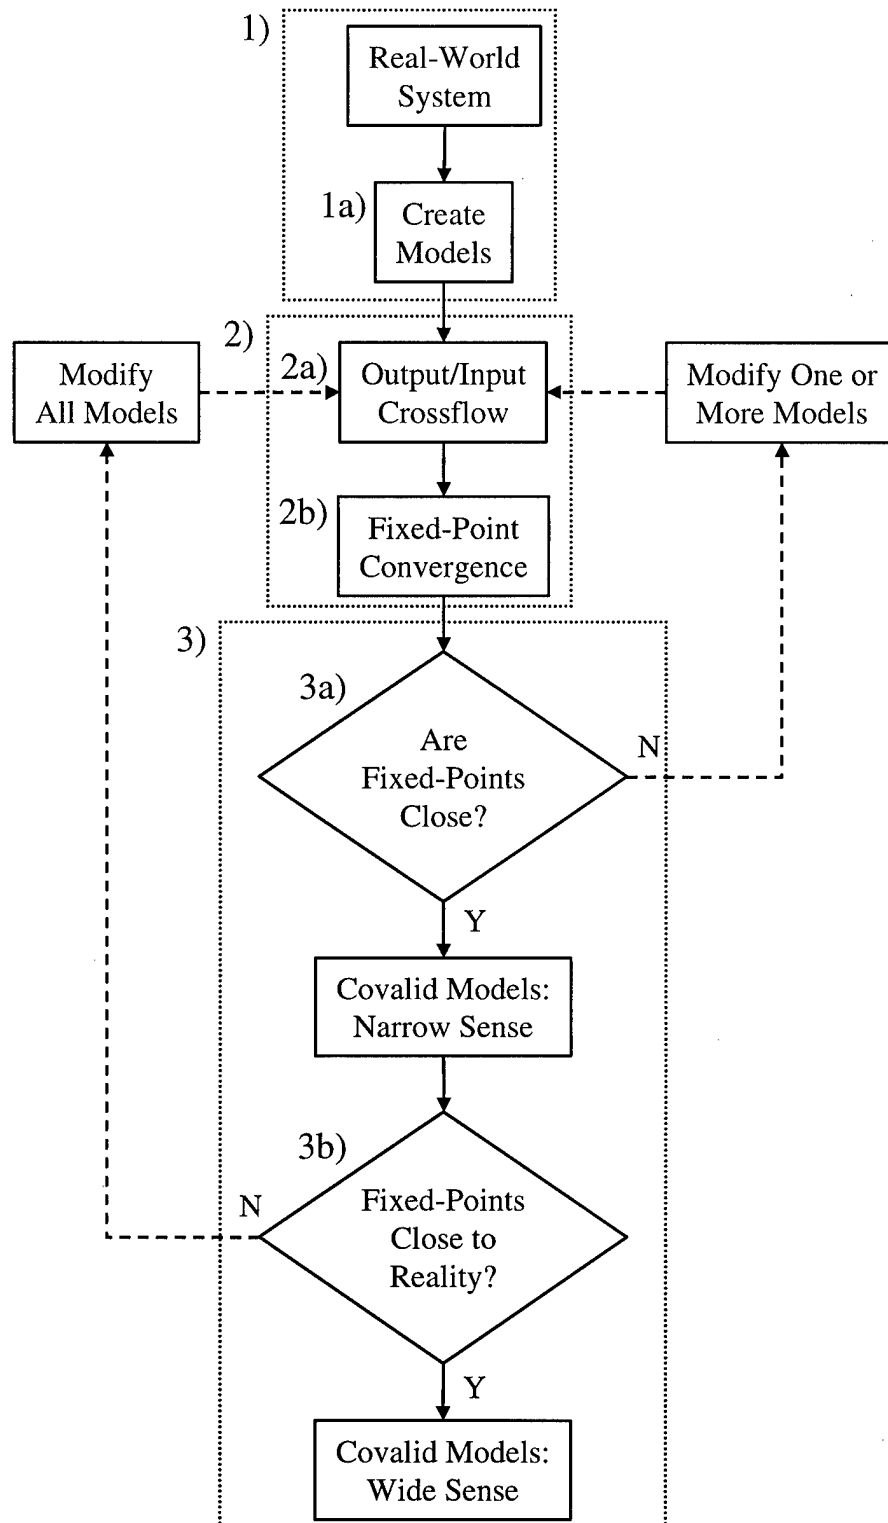 1)
Real-World
System
1a)
Create
Models
2)
Modify
All Models
2a)
Output/Input
Crossflow
Modify One or
More Models
2b)
Fixed-Point
Convergence
3)
3a)
Are
Fixed-Points
Close?
N
Y
Covalid Models:
Narrow Sense
3b)
N
Fixed-Points
Close to
Reality?
Y
Covalid Models:
Wide Sense